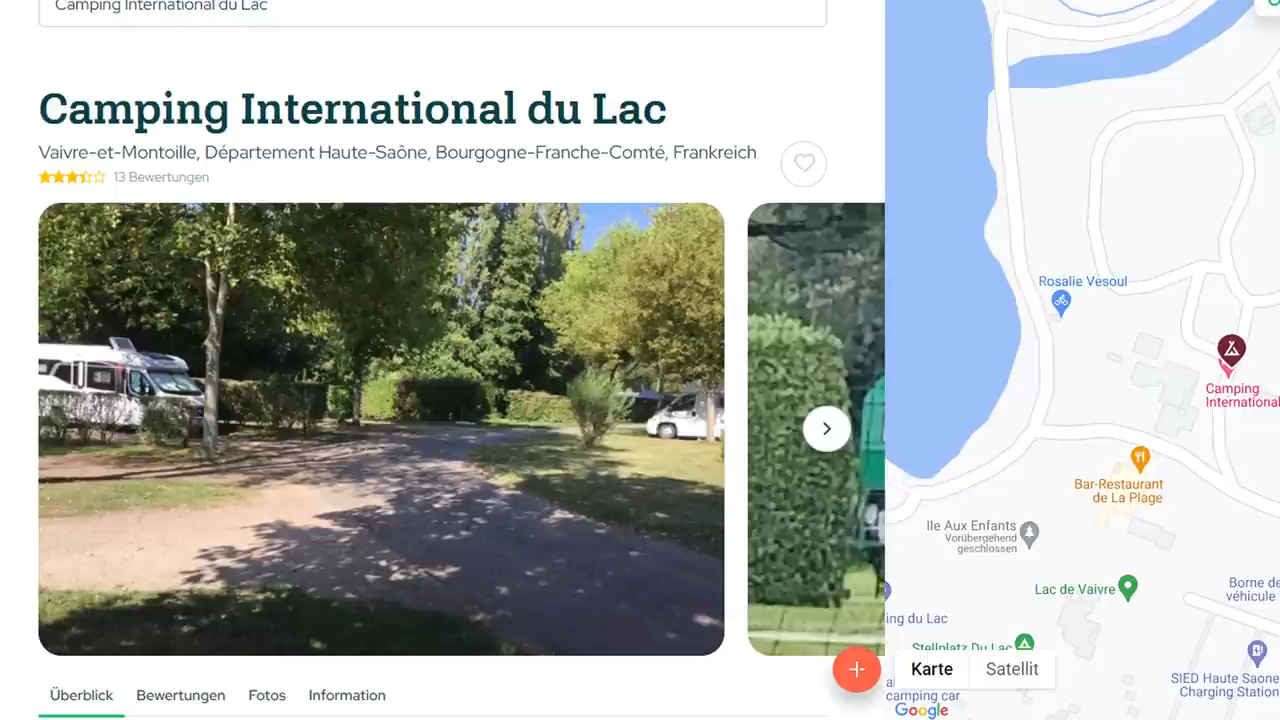 Camping International du Lac
Camping International du Lac
Vaivre-et-Montoille, Département Haute-Saône, Bourgogne-Franche-Comté, Frankreich
13 Bewertungen
Überblick
Bewertungen
Fotos
Information
Rosalie Vesoul
Camping
International
Bar-Restaurant
de La Plage
Ile Aux Enfants
Vorübergehend
geschlossen
Lac de Vaivre
Borne de
véhicule
ing du Lac
Stellplatz Du Lac
Karte
Satellit
SIED Haute Saone
Charging Station
camping car
Google